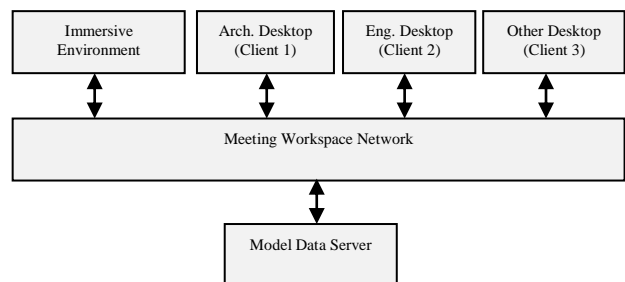 Immersive
Environment
Arch. Desktop
(Client 1)
Eng. Desktop
(Client 2)
Other Desktop
(Client 3)
Meeting Workspace Network
Model Data Server